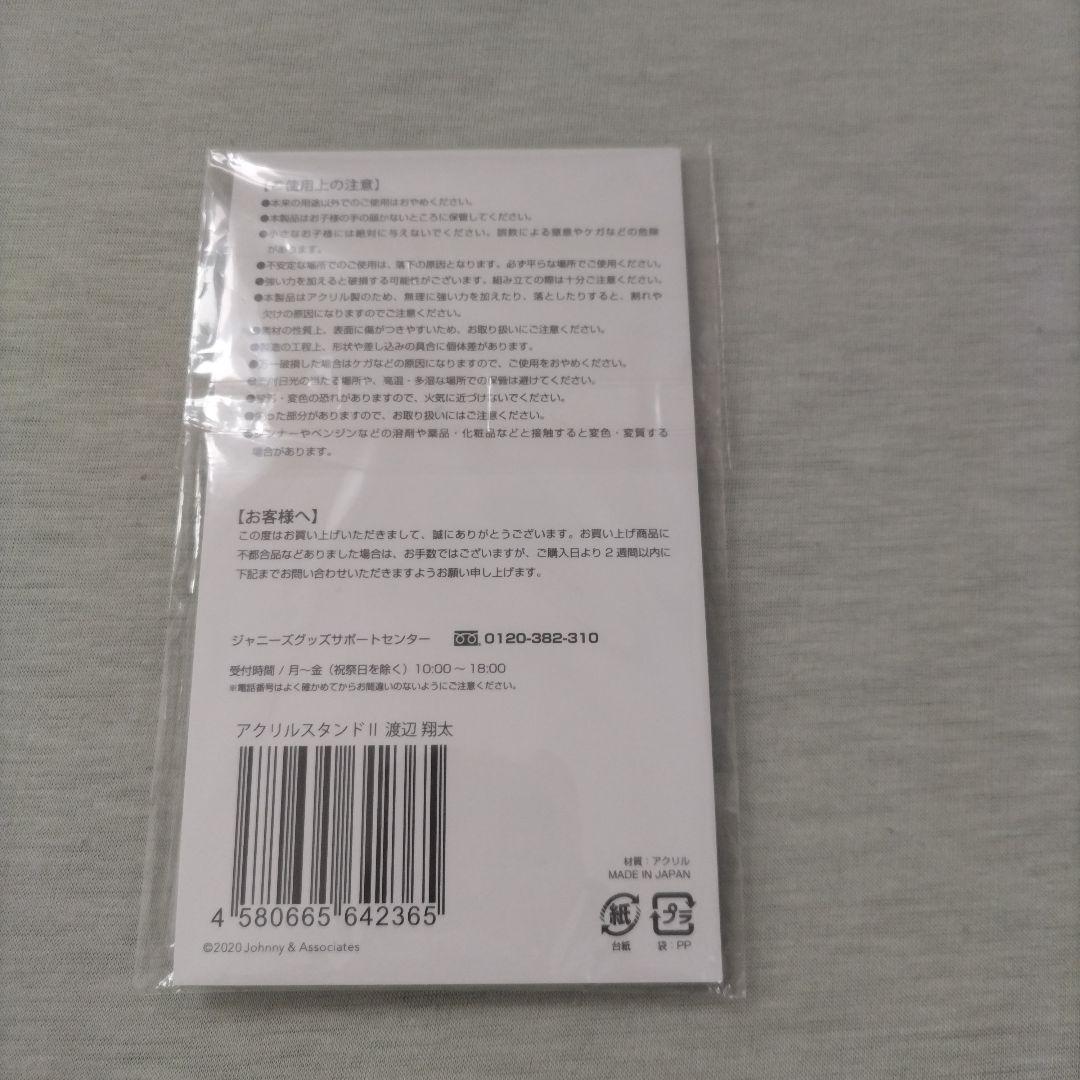 【ご使用上の注意】
●本来の用途以外でのご使用はおやめください。
●本製品はお子様の手の届かないところに保管してください。
●小さなお子様には絶対に与えないでください。誤飲による窒息やケガなどの危険
があります。
●不安定な場所でのご使用は、落下の原因となります。必ず平らな場所でご使用ください。
●強い力を加えると破損する可能性がございます。組み立ての際は十分ご注意ください。
●本製品はアクリル製のため、無理に強い力を加えたり、落としたりすると、割れや
欠けの原因になりますのでご注意ください。
●素材の性質上、表面に傷がつきやすいため、お取り扱いにご注意ください。
●製造の工程上、形状や差し込みの具合に個体差があります。
●万一破損した場合はケガなどの原因になりますので、ご使用をおやめください。
●直射日光の当たる場所や、高温・多湿な場所での保管は避けてください。
●変形・変色の恐れがありますので、火気に近づけないでください。
●尖った部分がありますので、お取り扱いにはご注意ください。
●シンナーやベンジンなどの溶剤や薬品・化粧品などと接触すると変色・変質する
場合があります。
【お客様へ】
この度はお買い上げいただきまして、誠にありがとうございます。お買い上げ商品に
不都合品などありました場合は、お手数ではございますが、ご購入日より2週間以内に
下記までお問い合わせいただきますようお願い申し上げます。
ジャニーズグッズサポートセンター 0120-382-310
受付時間 / 月～金（祝祭日を除く）10:00～18:00
※電話番号はよく確かめてからお間違いのないようにご注意ください。
アクリルスタンドⅡ 渡辺 翔太
4 580665 642365
©2020 Johnny & Associates
材質：アクリル
MADE IN JAPAN
紙 プラ
台紙 袋：PP